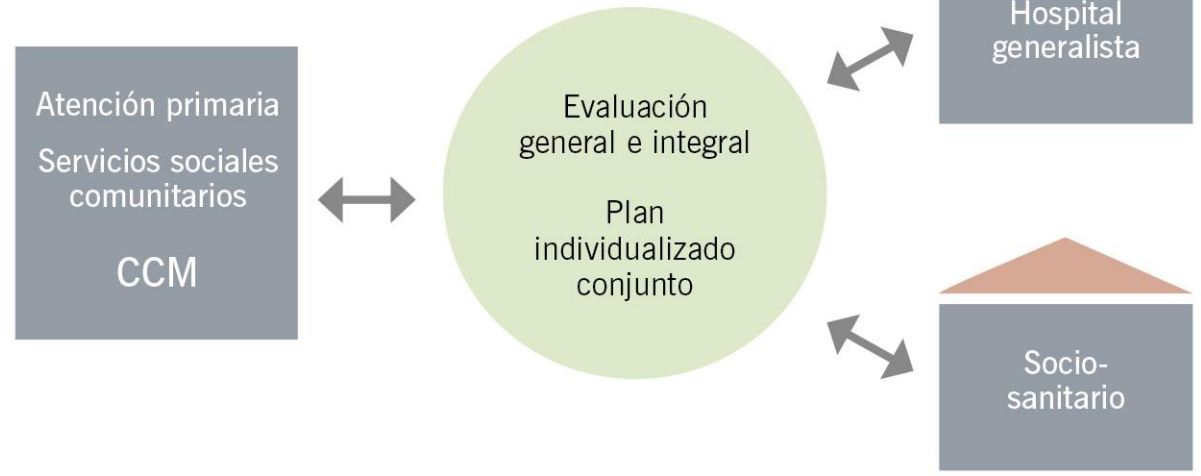 Atención primaria
Servicios sociales
comunitarios
CCM
Evaluación
general e integral
Plan
individualizado
conjunto
Hospital
generalista
Socio-
sanitario